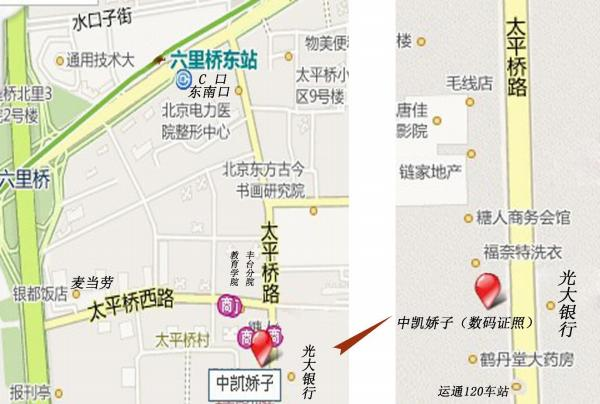 水口子街
通用技术大
六里桥东站
C 口
东南口
物美便
太平桥小
区9号楼
北京电力医
院整形中心
桥北里3
2号楼
六里桥
北京东方古今
书画研究院
太平桥路
丰台分院
教育学院
麦当劳
银都饭店
太平桥西路
商
商
商
太平桥村
中凯娇子
光大银行
报刊亭
楼
太平桥路
毛线店
唐佳
影院
链家地产
糖人商务会馆
福奈特洗衣
光大银行
中凯娇子（数码证照）
鹤丹堂大药房
运通120车站